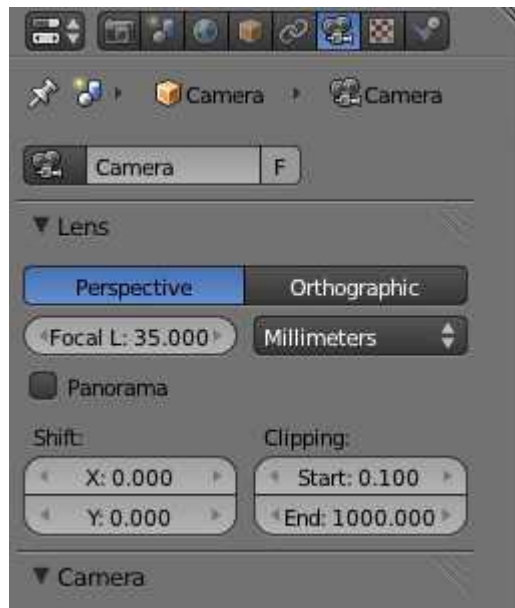 Camera Camera
Camera F
Lens
Perspective Orthographic
Focal L: 35.000 Millimeters
Panorama
Shift: Clipping:
X: 0.000 Start: 0.100
Y: 0.000 End: 1000.000
Camera